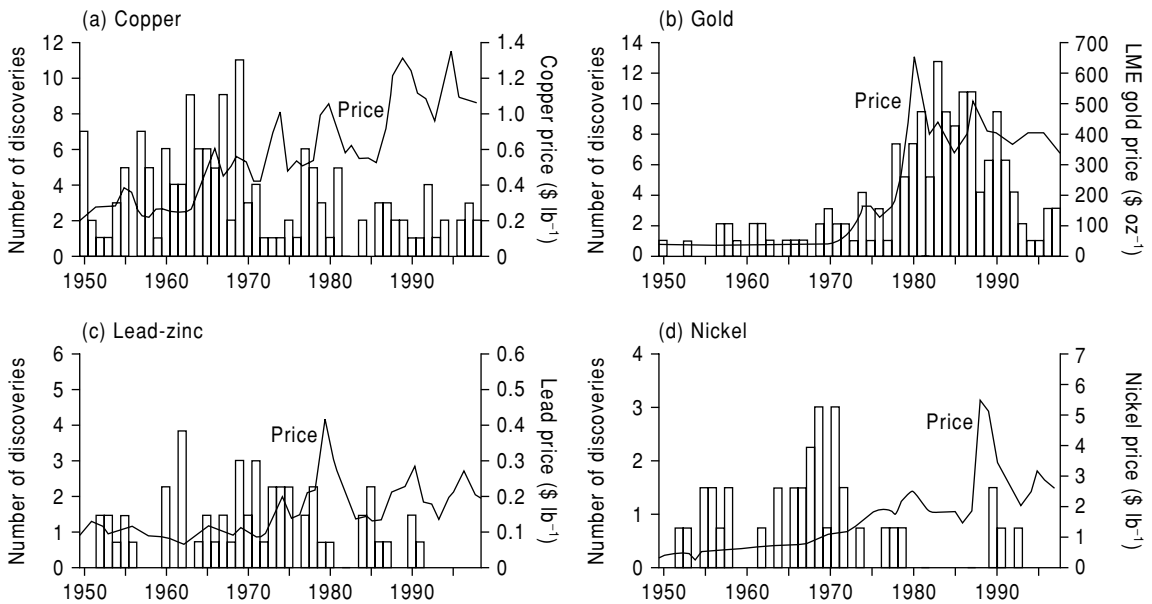 (a) Copper
Number of discoveries
12
10
8
6
4
2
0
1.4
1.2
1.0
0.6
0.4
0.2
0
Copper price ($ lb⁻¹)
Price
1950 1960 1970 1980 1990
(b) Gold
Number of discoveries
14
12
10
8
6
4
2
0
700
600
500
400
300
200
100
0
LME gold price ($ oz⁻¹)
Price
1950 1960 1970 1980 1990
(c) Lead-zinc
Number of discoveries
6
5
4
3
2
1
0
0.6
0.5
0.4
0.3
0.2
0.1
0
Lead price ($ lb⁻¹)
Price
1950 1960 1970 1980 1990
(d) Nickel
Number of discoveries
4
3
2
1
0
7
6
5
4
3
2
1
0
Nickel price ($ lb⁻¹)
Price
1950 1960 1970 1980 1990